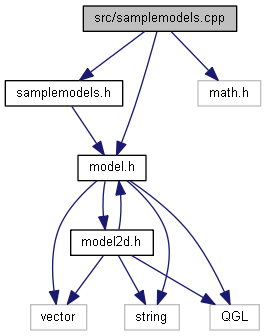 src/samplemodels.cpp
samplemodels.h
math.h
model.h
model2d.h
vector
string
QGL